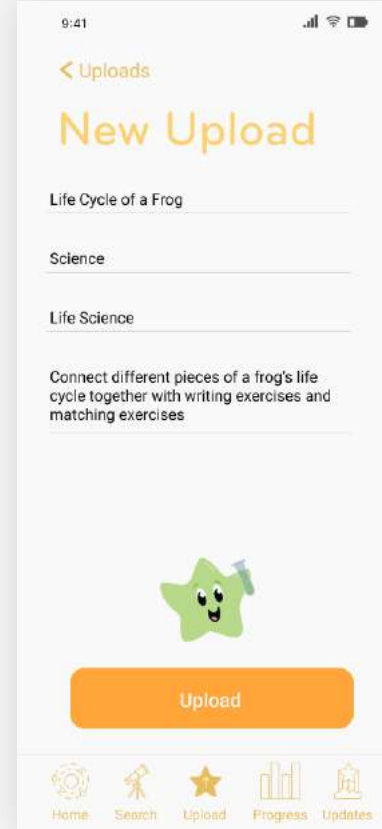 9:41
Uploads
New Upload
Life Cycle of a Frog
Science
Life Science
Connect different pieces of a frog's life
cycle together with writing exercises and
matching exercises
Upload
Home Search Upload Progress Updates